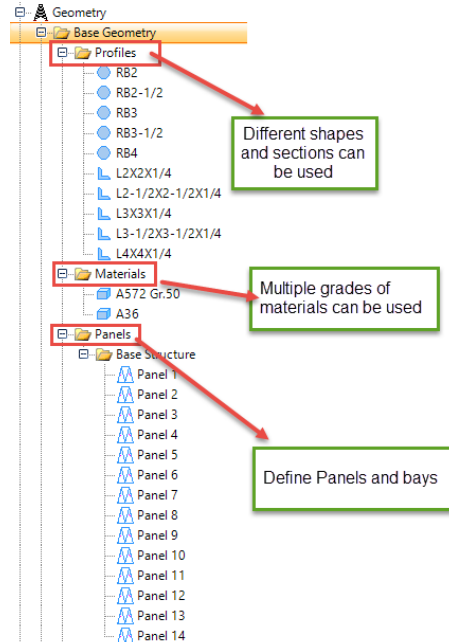 Geometry
Base Geometry
Profiles
RB2
RB2-1/2
RB3
RB3-1/2
RB4
L2X2X1/4
L2-1/2X2-1/2X1/4
L3X3X1/4
L3-1/2X3-1/2X1/4
L4X4X1/4
Materials
A572 Gr.50
A36
Panels
Base Structure
Panel 1
Panel 2
Panel 3
Panel 4
Panel 5
Panel 6
Panel 7
Panel 8
Panel 9
Panel 10
Panel 11
Panel 12
Panel 13
Panel 14
Different shapes
and sections can
be used
Multiple grades of
materials can be used
Define Panels and bays